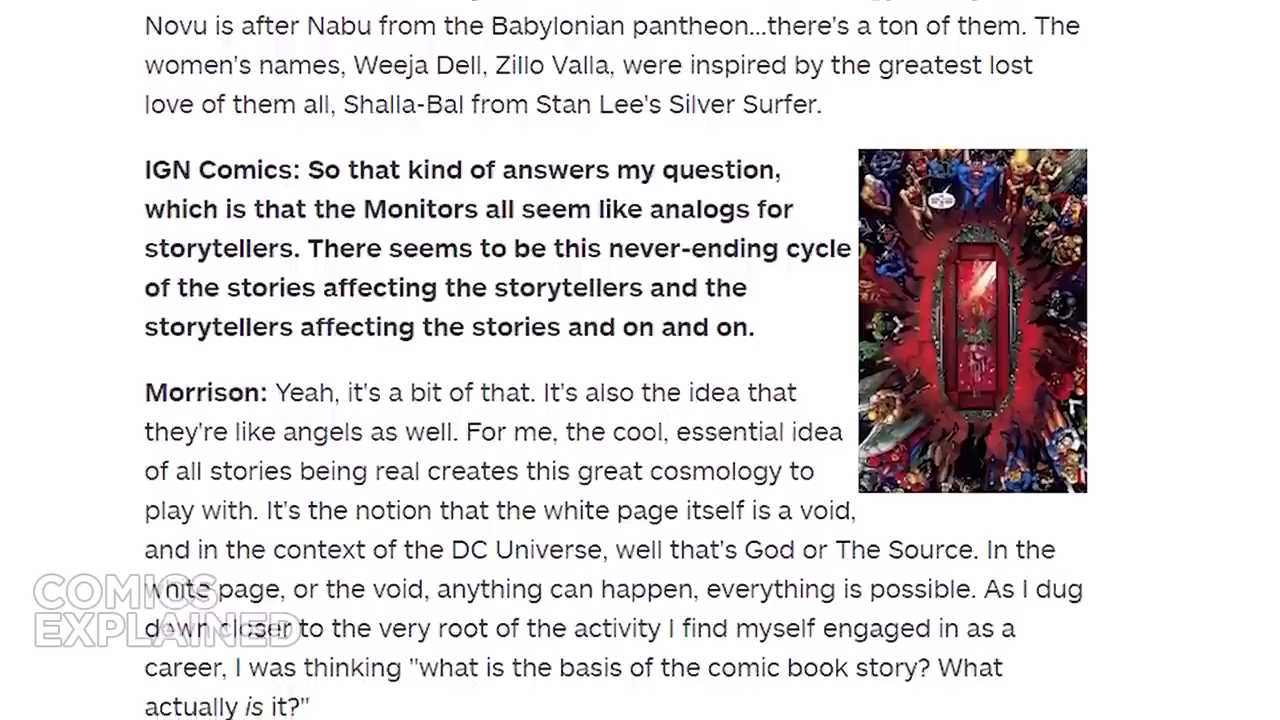 Novu is after Nabu from the Babylonian pantheon...there's a ton of them. The
women's names, Weeja Dell, Zillo Valla, were inspired by the greatest lost
love of them all, Shalla-Bal from Stan Lee's Silver Surfer.
IGN Comics: So that kind of answers my question,
which is that the Monitors all seem like analogs for
storytellers. There seems to be this never-ending cycle
of the stories affecting the storytellers and the
storytellers affecting the stories and on and on.
Morrison: Yeah, it's a bit of that. It's also the idea that
they're like angels as well. For me, the cool, essential idea
of all stories being real creates this great cosmology to
play with. It's the notion that the white page itself is a void,
and in the context of the DC Universe, well that's God or The Source. In the
white page, or the void, anything can happen, everything is possible. As I dug
down closer to the very root of the activity I find myself engaged in as a
career, I was thinking "what is the basis of the comic book story? What
actually is it?"
COMICS
EXPLAINED